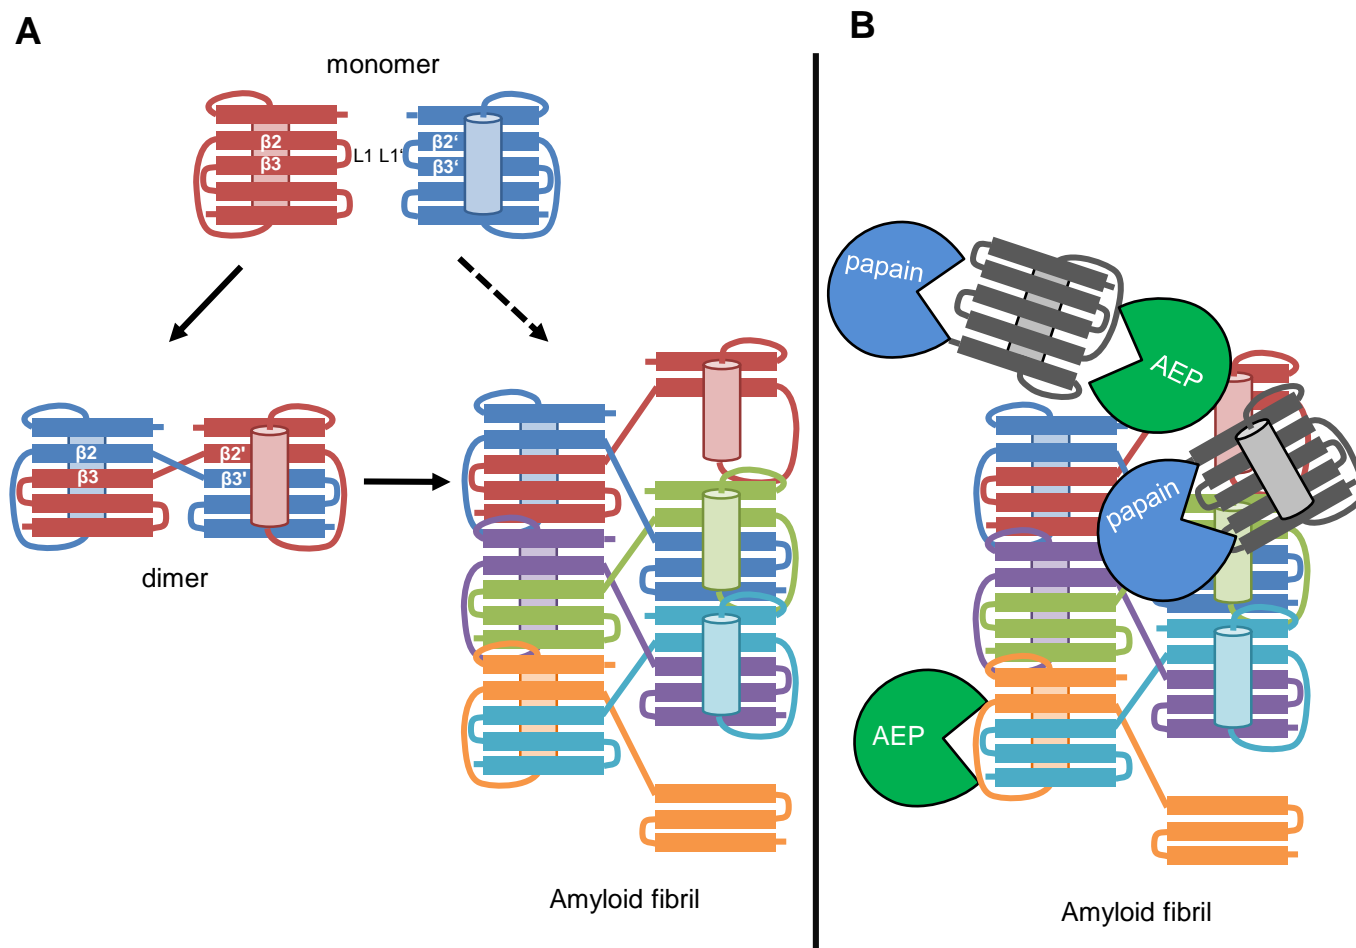 A
monomer
β2
β3
L1 L1'
β2‘
β3‘
β2
β3
β2'
β3'
dimer
Amyloid fibril
B
papain
AEP
papain
AEP
Amyloid fibril